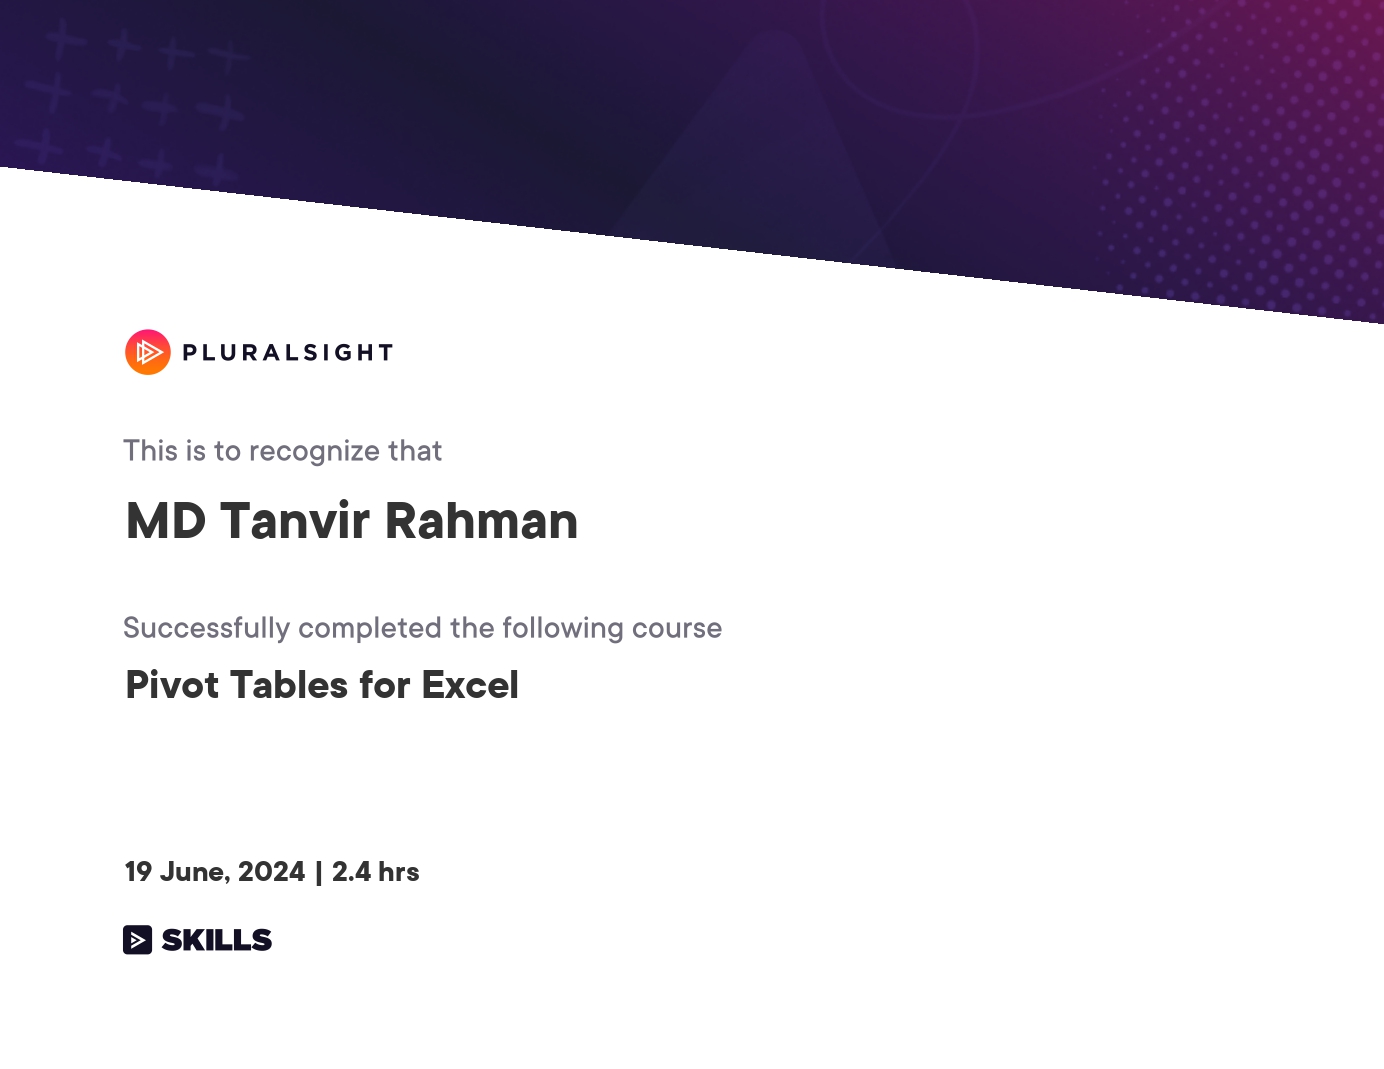 PLURALSIGHT
This is to recognize that
MD Tanvir Rahman
Successfully completed the following course
Pivot Tables for Excel
19 June, 2024 | 2.4 hrs
SKILLS